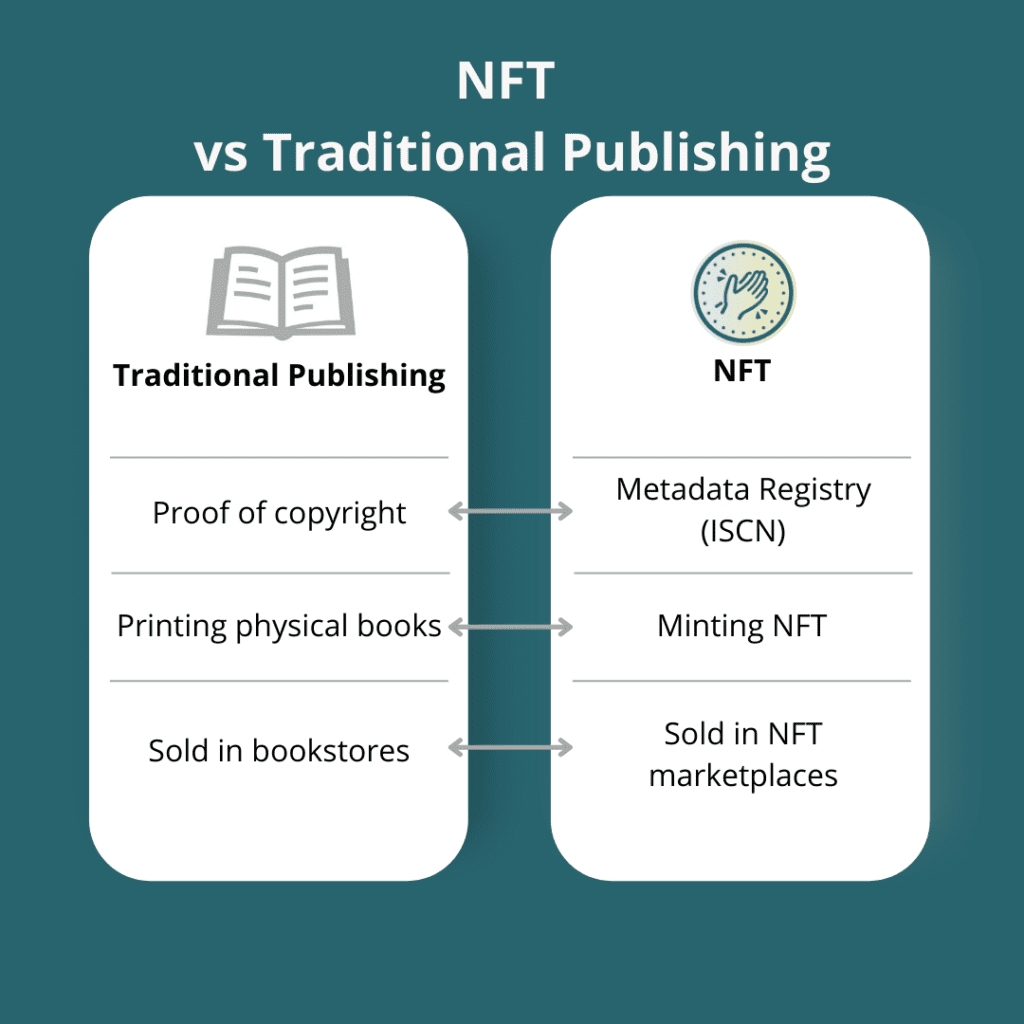 NFT
vs Traditional Publishing
Traditional Publishing
Proof of copyright
Printing physical books
Sold in bookstores
NFT
Metadata Registry
(ISCN)
Minting NFT
Sold in NFT
marketplaces